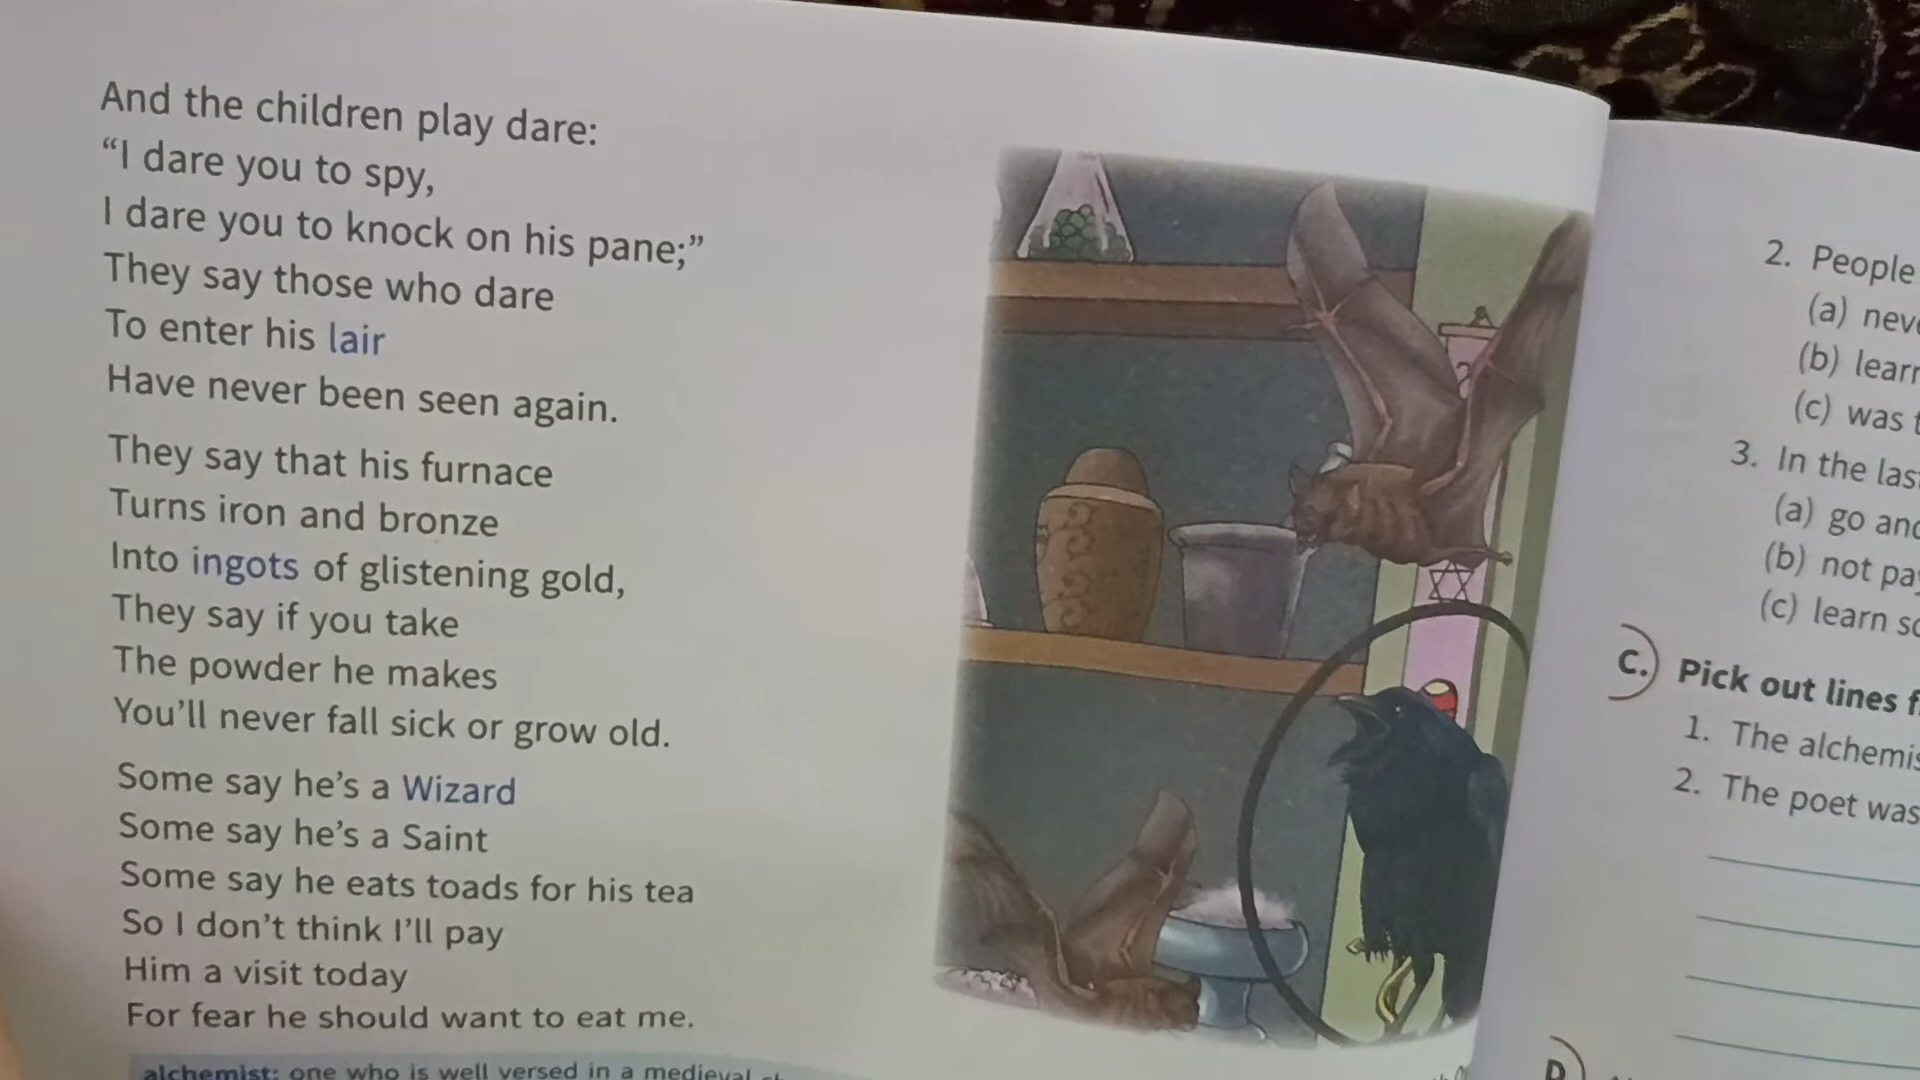 And the children play dare:
“I dare you to spy,
I dare you to knock on his pane;”
They say those who dare
To enter his lair
Have never been seen again.
They say that his furnace
Turns iron and bronze
Into ingots of glistening gold,
They say if you take
The powder he makes
You’ll never fall sick or grow old.
Some say he’s a Wizard
Some say he’s a Saint
Some say he eats toads for his tea
So I don’t think I’ll pay
Him a visit today
For fear he should want to eat me.
alchemist: one who is well versed in a medieval
2. People
(a)
(b)
(c) was
3. In the
(a) go
(b) not
(c) learn
C. Pick out lines
1. The
2. The poet was
D.